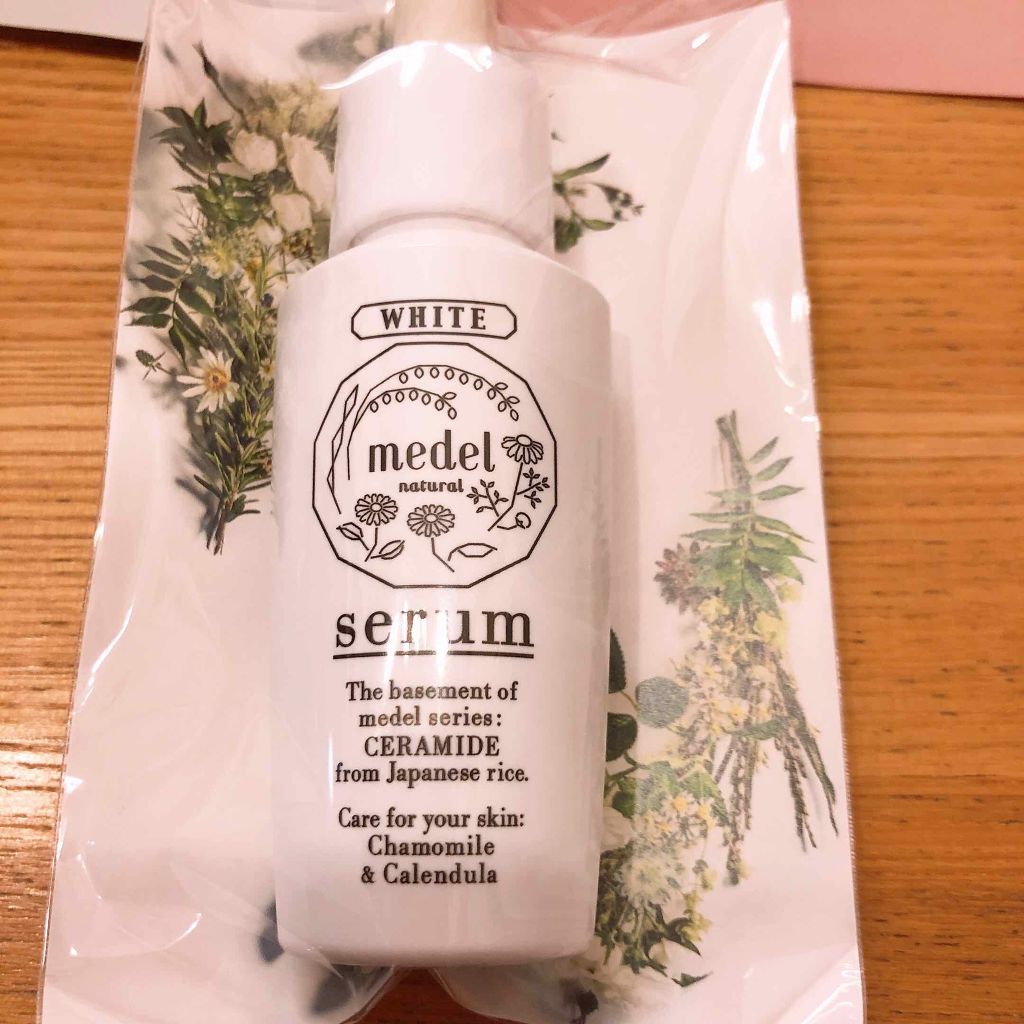 WHITE
medel
natural
serum
The basement of
medel series:
CERAMIDE
from Japanese rice.
Care for your skin:
Chamomile
& Calendula